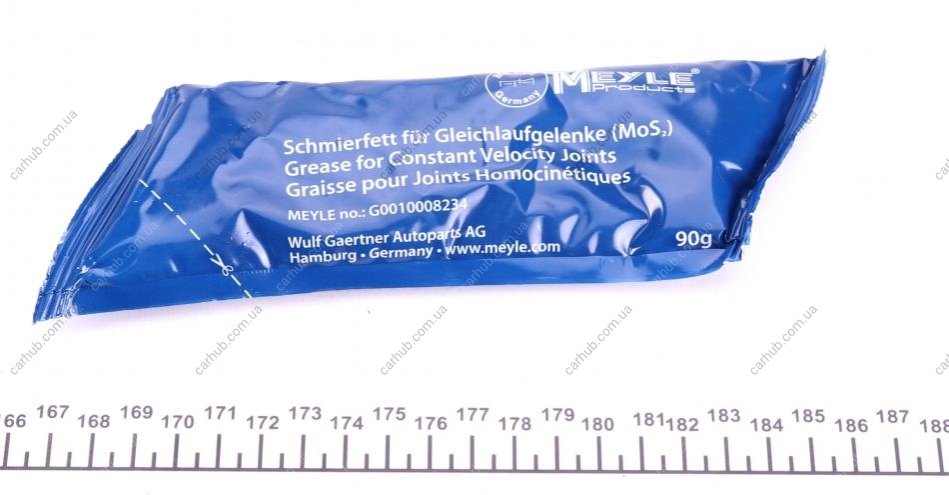 Germany
MEYLE®
Products
Schmierfett für Gleichlaufgelenke (MoS₂)
Grease for Constant Velocity Joints
Graisse pour Joints Homocinétiques
MEYLE no.: G0010008234
Wulf Gaertner Autoparts AG
Hamburg • Germany • www.meyle.com
90g
carhub.com.ua
166 167 168 169 170 171 172 173 174 175 176 177 178 179 180 181 182 183 184 185 186 187 188